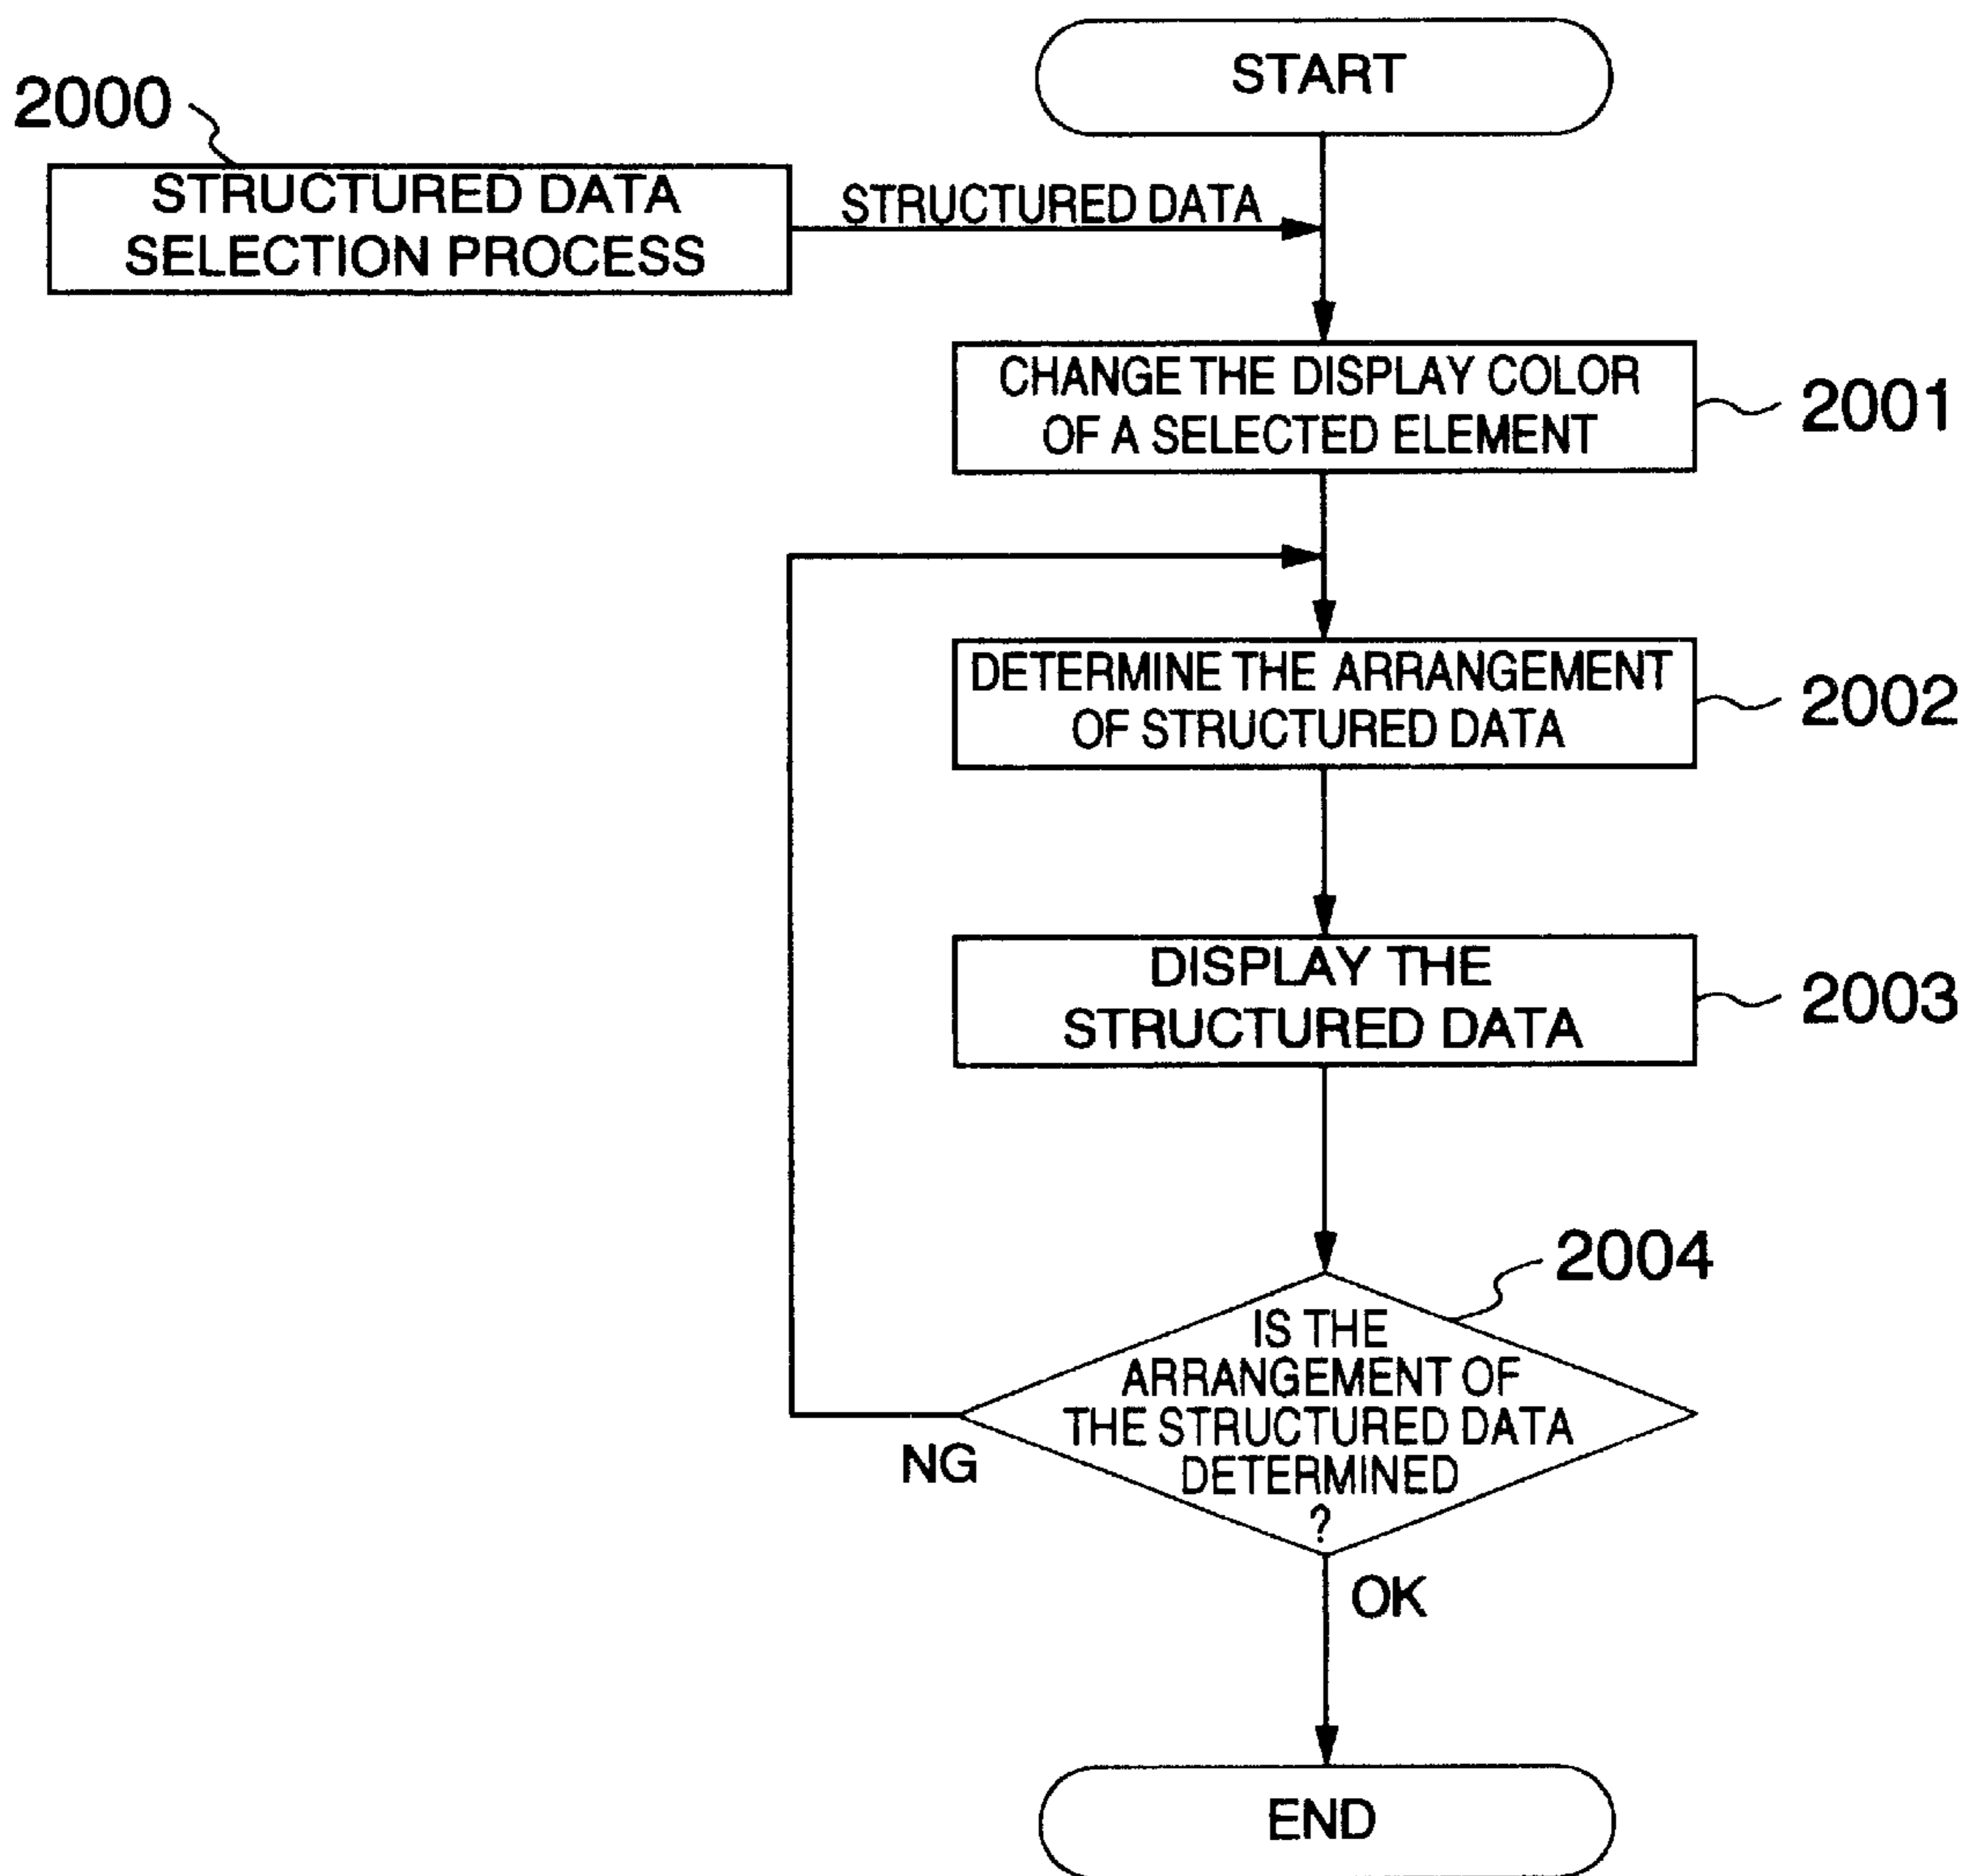 START
2000
STRUCTURED DATA
SELECTION PROCESS
STRUCTURED DATA
CHANGE THE DISPLAY COLOR
OF A SELECTED ELEMENT
2001
DETERMINE THE ARRANGEMENT
OF STRUCTURED DATA
2002
DISPLAY THE
STRUCTURED DATA
2003
2004
IS THE
ARRANGEMENT OF
THE STRUCTURED DATA
DETERMINED
?
NG
OK
END